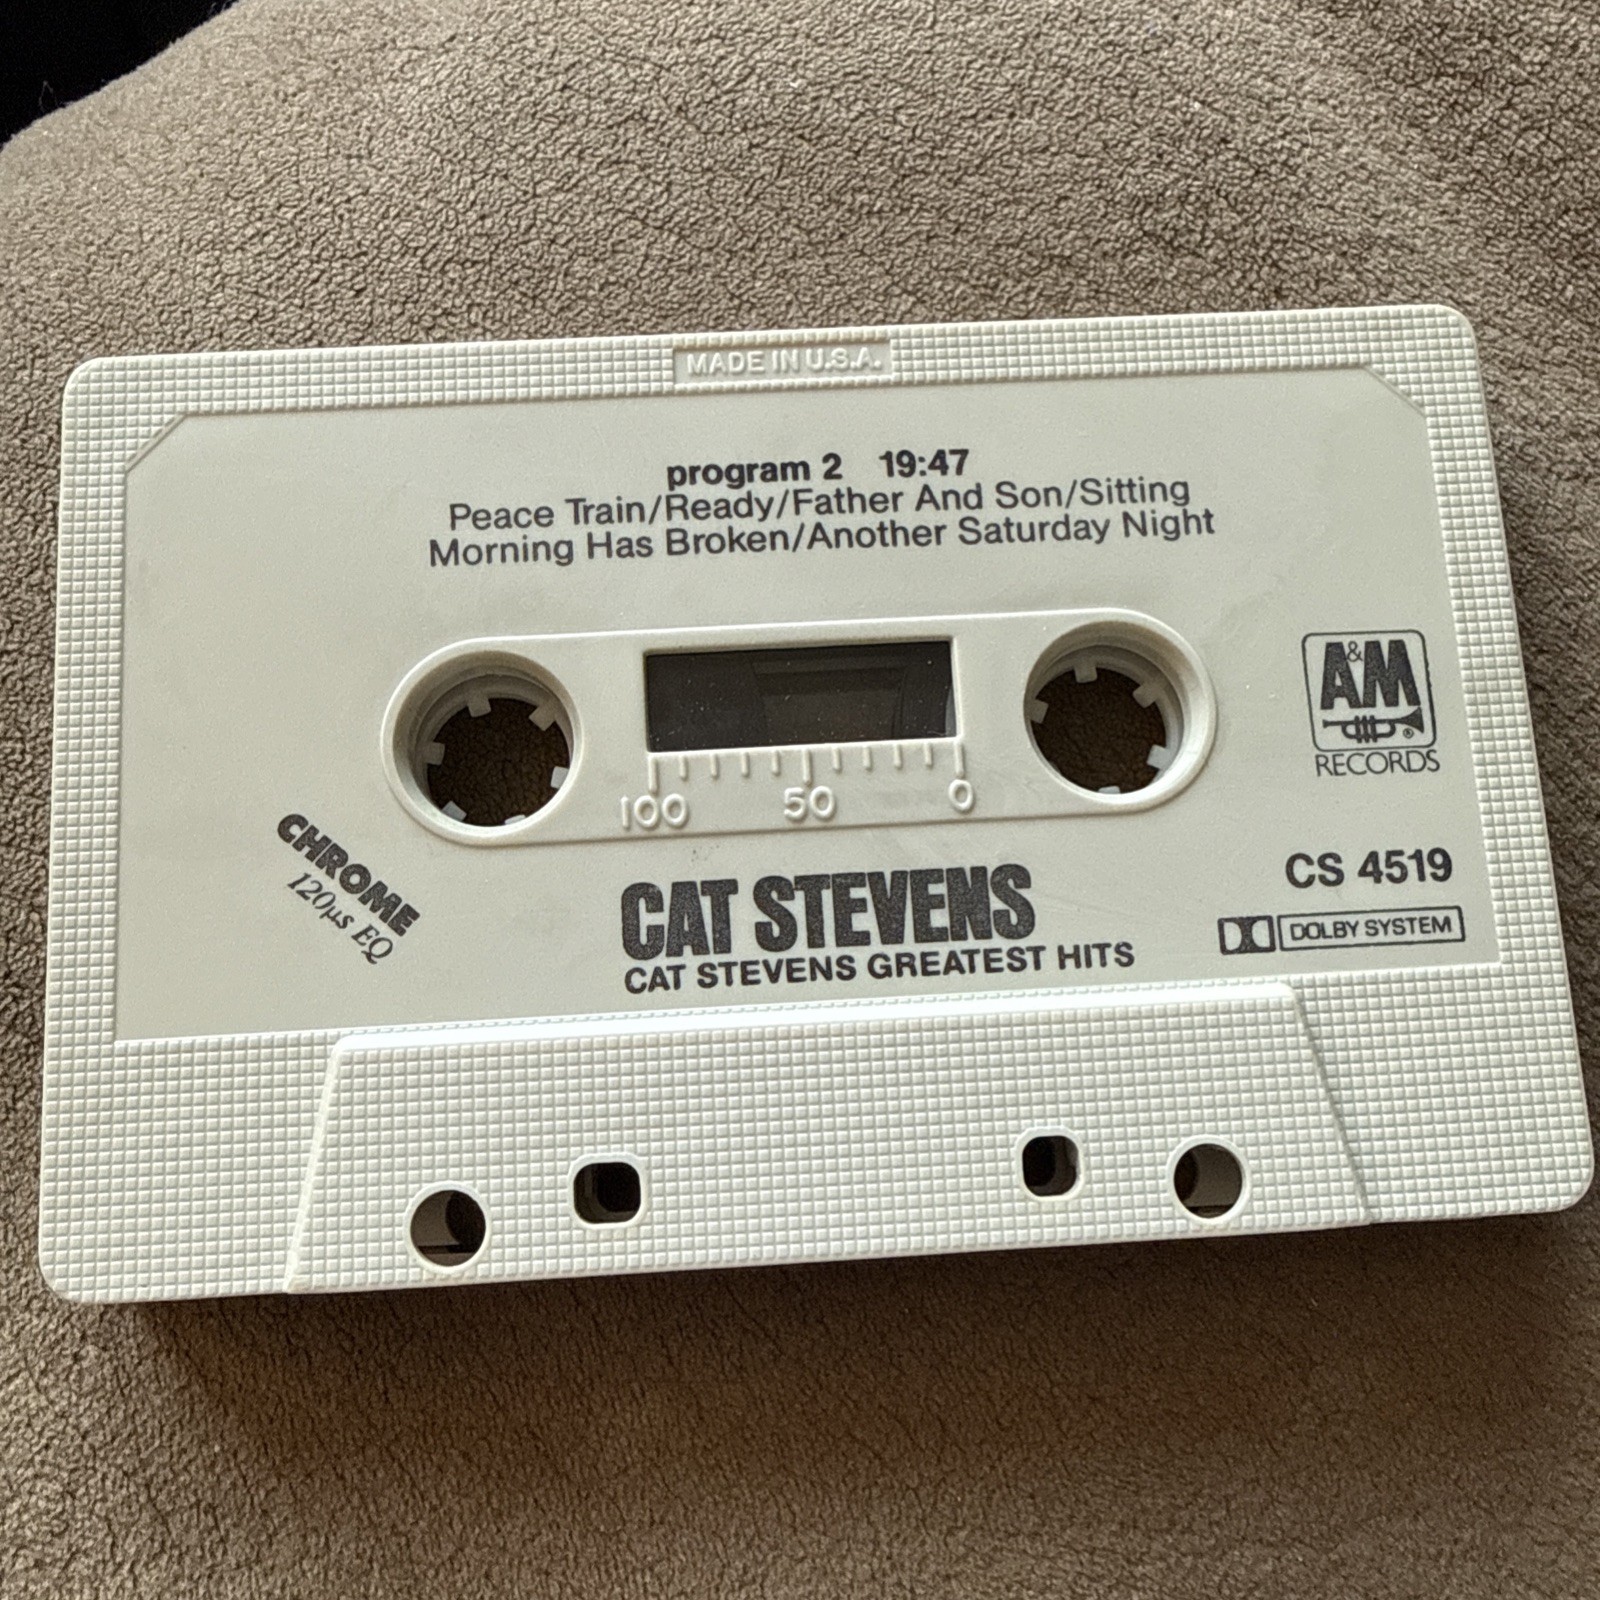 MADE IN U.S.A.
program 2 19:47
Peace Train/Ready/Father And Son/Sitting
Morning Has Broken/Another Saturday Night
A&M
®
RECORDS
100 50 0
CHROME
120µs EQ
CAT STEVENS
CAT STEVENS GREATEST HITS
CS 4519
DOLBY SYSTEM